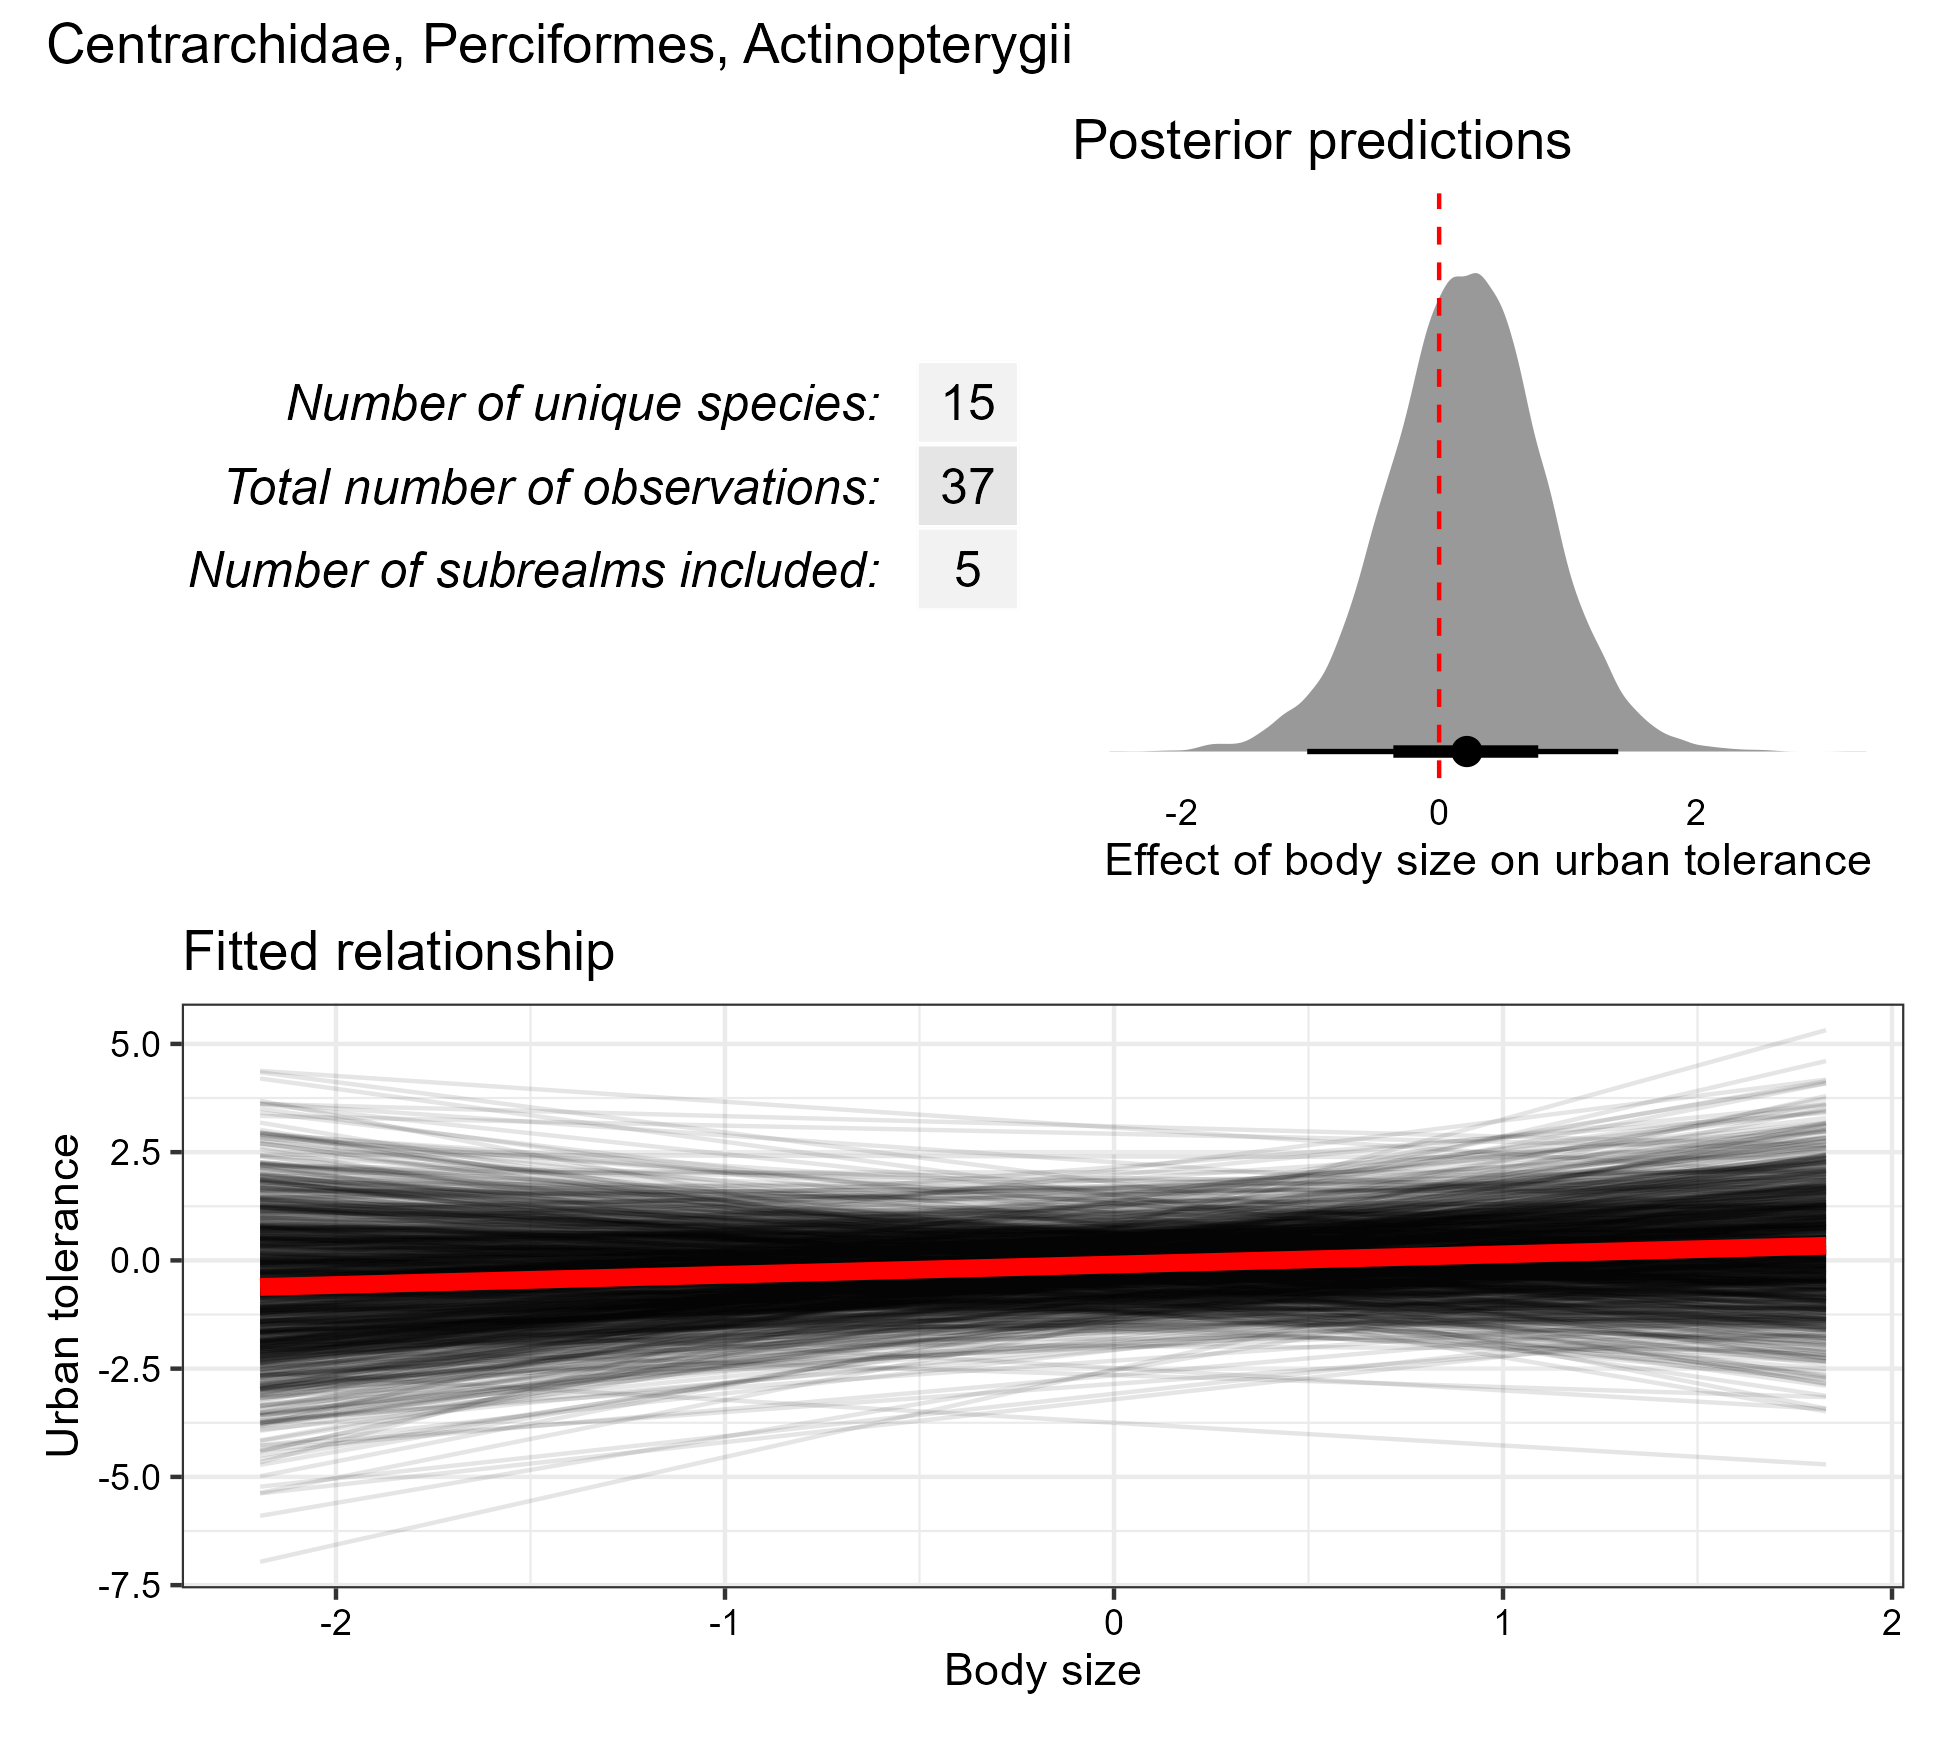 Centrarchidae, Perciformes, Actinopterygii
Posterior predictions
Number of unique species: 15
Total number of observations: 37
Number of subrealms included: 5
-2 0 2
Effect of body size on urban tolerance
Fitted relationship
5.0
2.5
0.0
-2.5
-5.0
-7.5
Urban tolerance
-2 -1 0 1 2
Body size